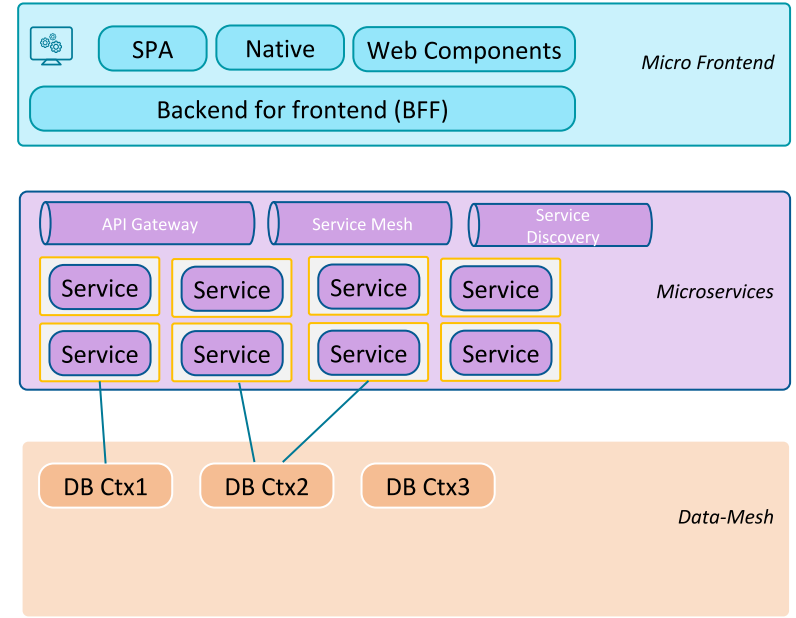 SPA
Native
Web Components
Micro Frontend
Backend for frontend (BFF)
API Gateway
Service Mesh
Service
Discovery
Service
Service
Service
Service
Microservices
Service
Service
Service
Service
DB Ctx1
DB Ctx2
DB Ctx3
Data-Mesh